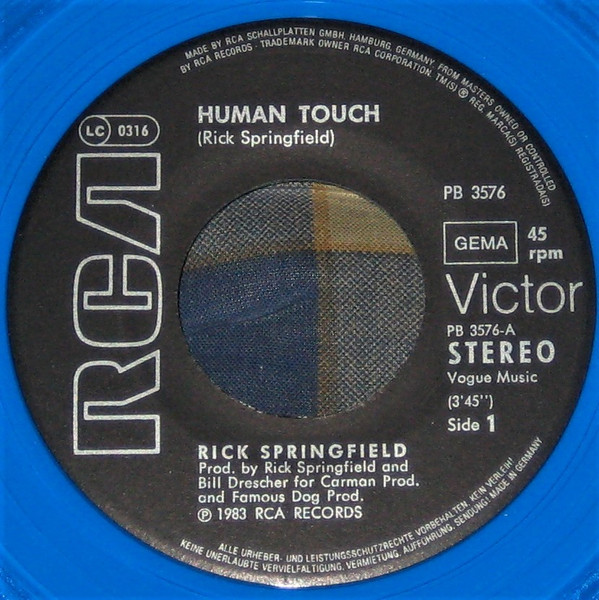 MADE BY RCA SCHALLPLATTEN GMBH, HAMBURG, GERMANY FROM MASTERS OWNED OR CONTROLLED
BY RCA RECORDS · TRADEMARK OWNER RCA CORPORATION. TM(S) ® REG. MARCA(S) REGISTRADA(S)
HUMAN TOUCH
(Rick Springfield)
LC 0316
RCA
PB 3576
GEMA
45
rpm
Victor
PB 3576-A
STEREO
Vogue Music
(3'45'')
Side 1
RICK SPRINGFIELD
Prod. by Rick Springfield and
Bill Drescher for Carman Prod.
and Famous Dog Prod.
℗ 1983 RCA RECORDS
ALLE URHEBER- UND LEISTUNGSSCHUTZRECHTE VORBEHALTEN. KEIN VERLEIH!
KEINE UNERLAUBTE VERVIELFÄLTIGUNG, VERMIETUNG, AUFFÜHRUNG, SENDUNG! MADE IN GERMANY